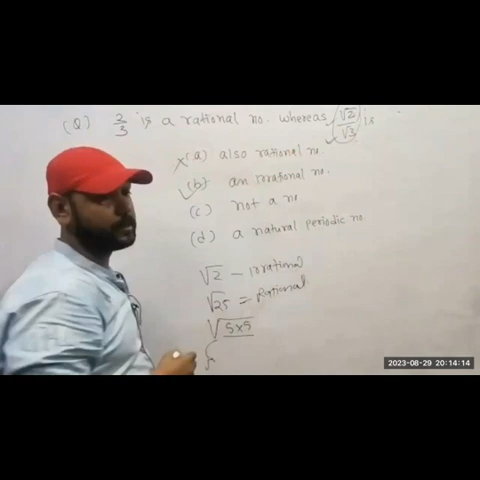 (Q) 2/3 is a rational no. whereas √2/√3 is
(a) also rational n.
(b) an irrational no.
(c) not a no
(d) a natural periodic no.
√2 - irrational
√25 = Rational
√5×5
2023-08-29 20:14:14